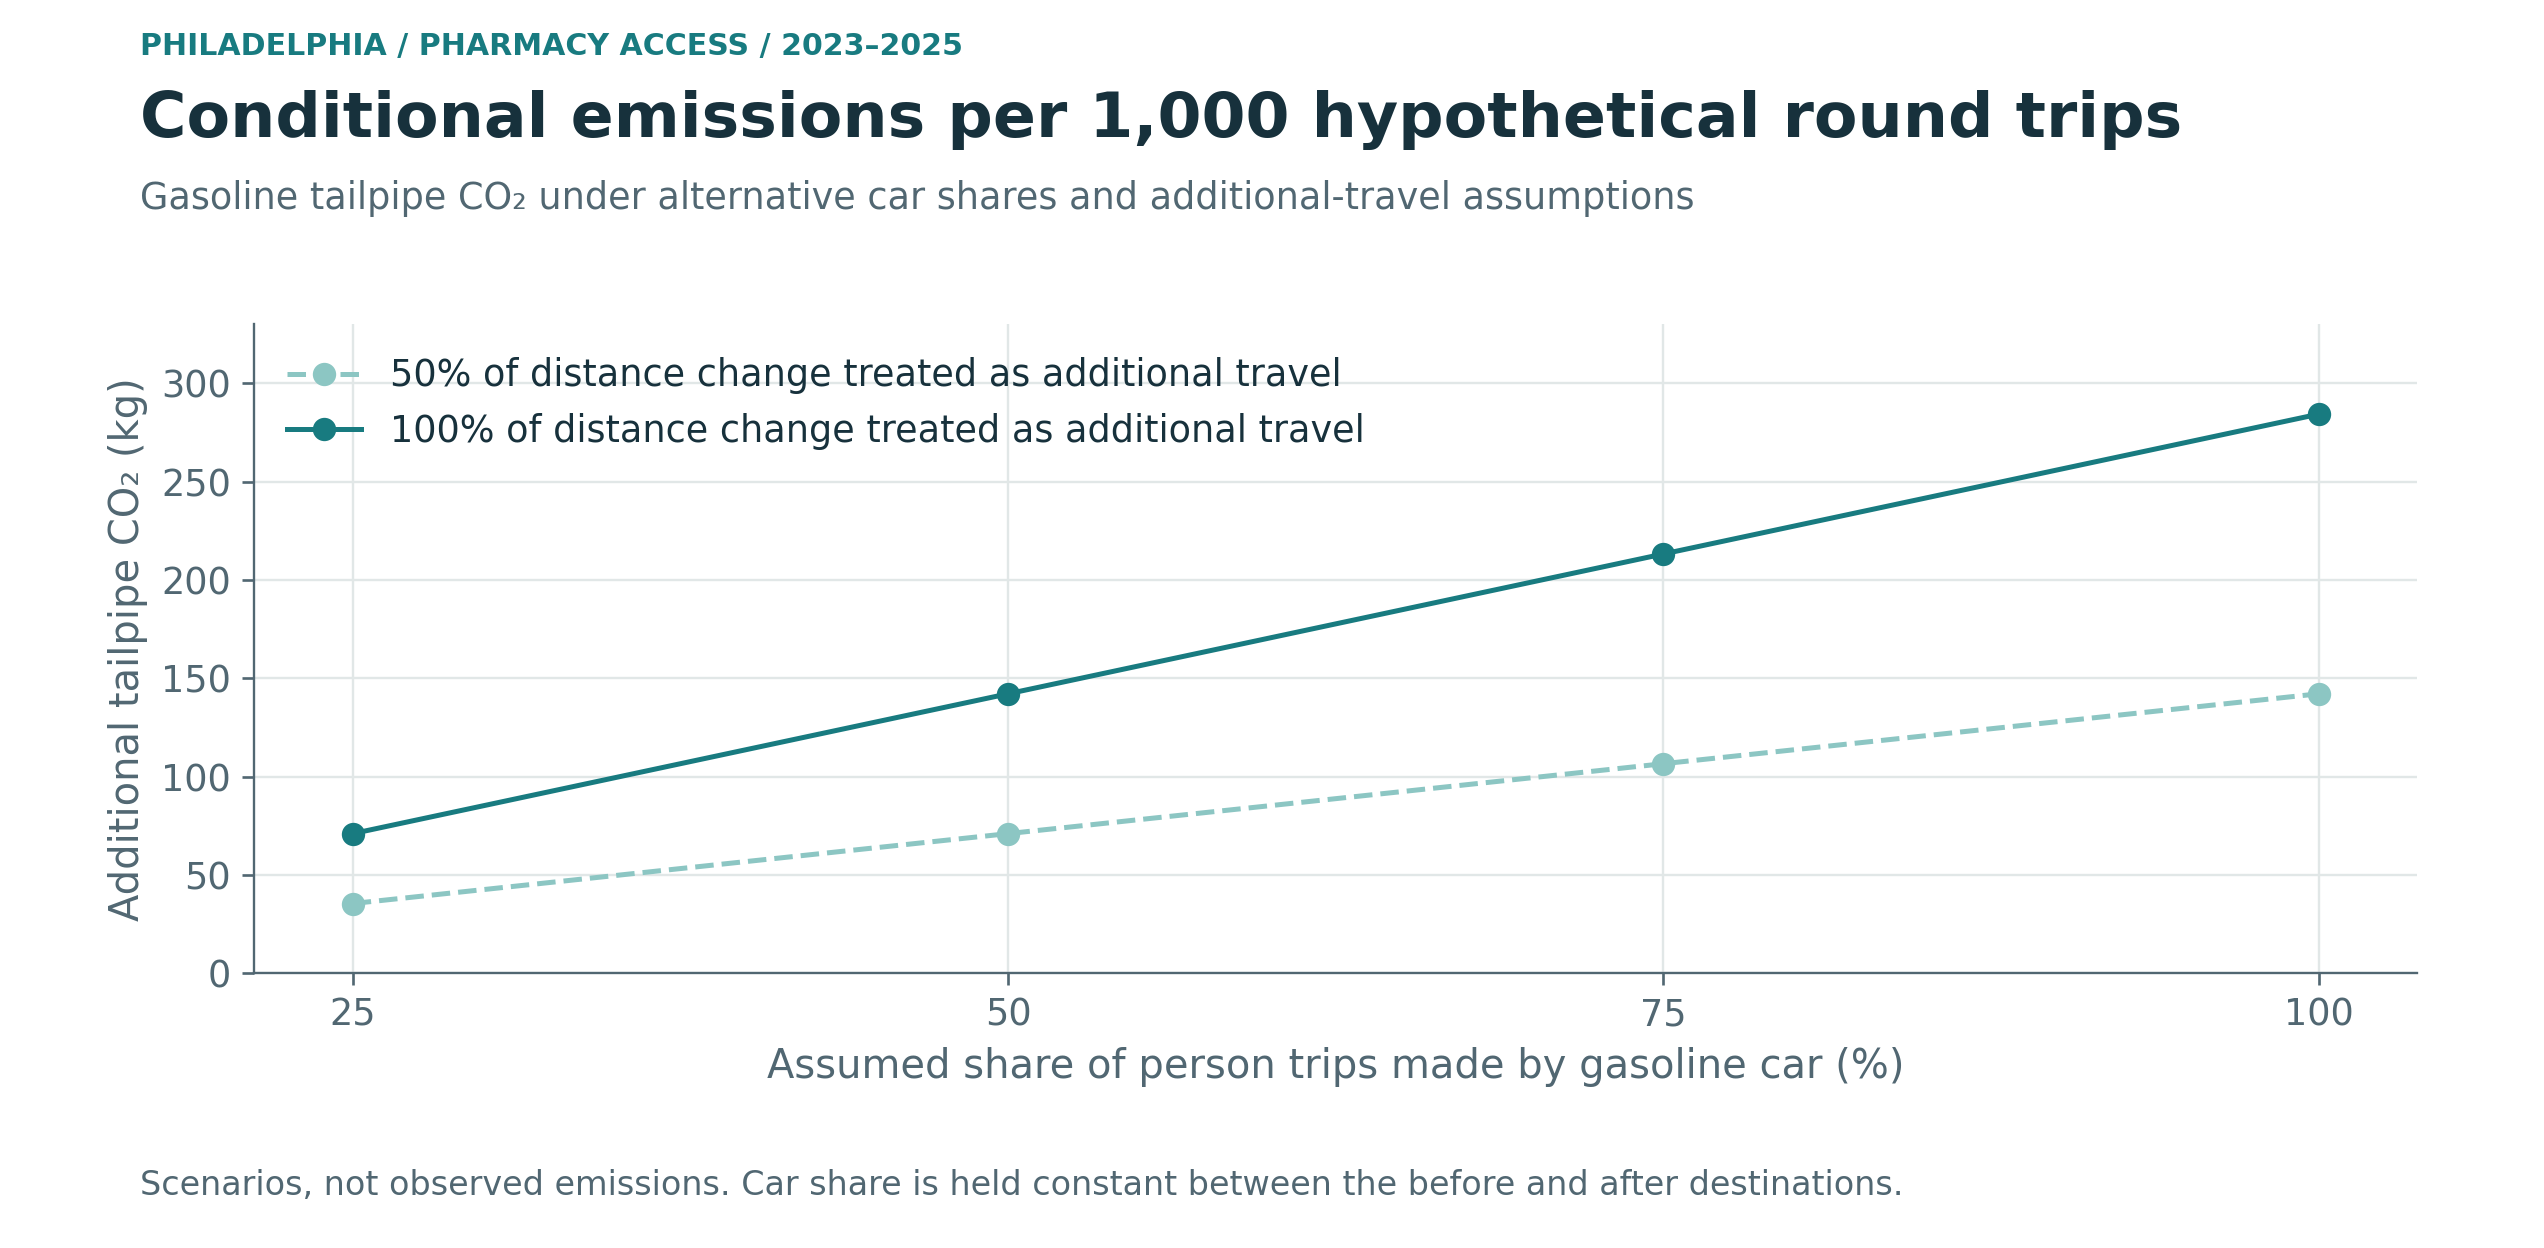 PHILADELPHIA / PHARMACY ACCESS / 2023–2025
Conditional emissions per 1,000 hypothetical round trips
Gasoline tailpipe CO₂ under alternative car shares and additional-travel assumptions
50% of distance change treated as additional travel
100% of distance change treated as additional travel
Additional tailpipe CO₂ (kg)
300
250
200
150
100
50
0
25 50 75 100
Assumed share of person trips made by gasoline car (%)
Scenarios, not observed emissions. Car share is held constant between the before and after destinations.